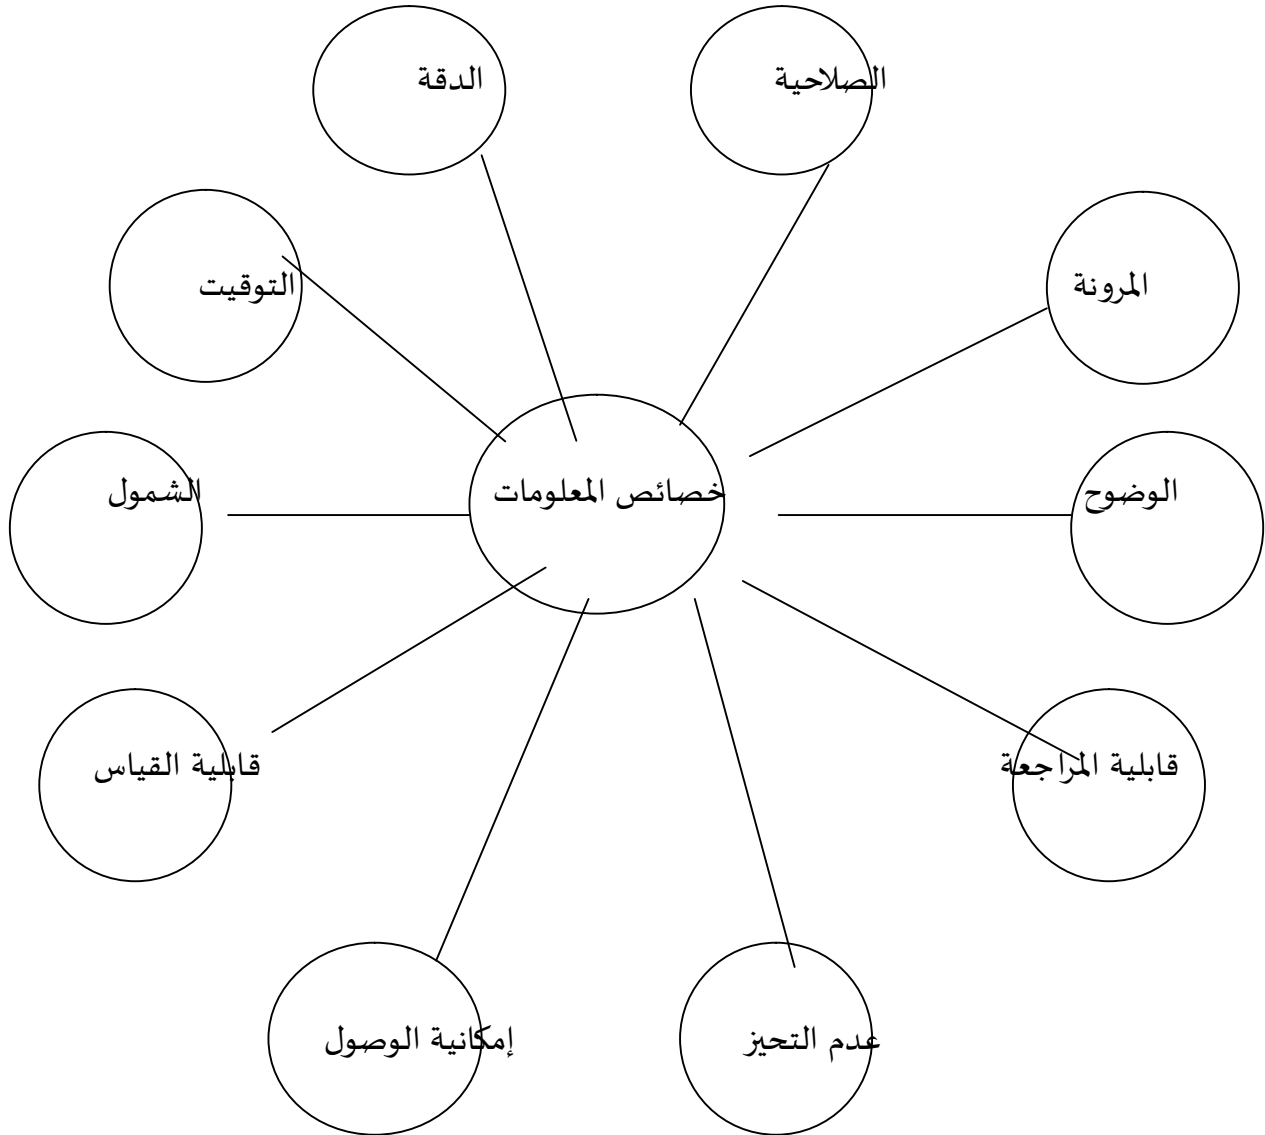 الصلاحية
الدقة
المرونة
التوقيت
خصائص المعلومات
الوضوح
الشمول
قابلية المراجعة
قابلية القياس
عدم التحيز
إمكانية الوصول